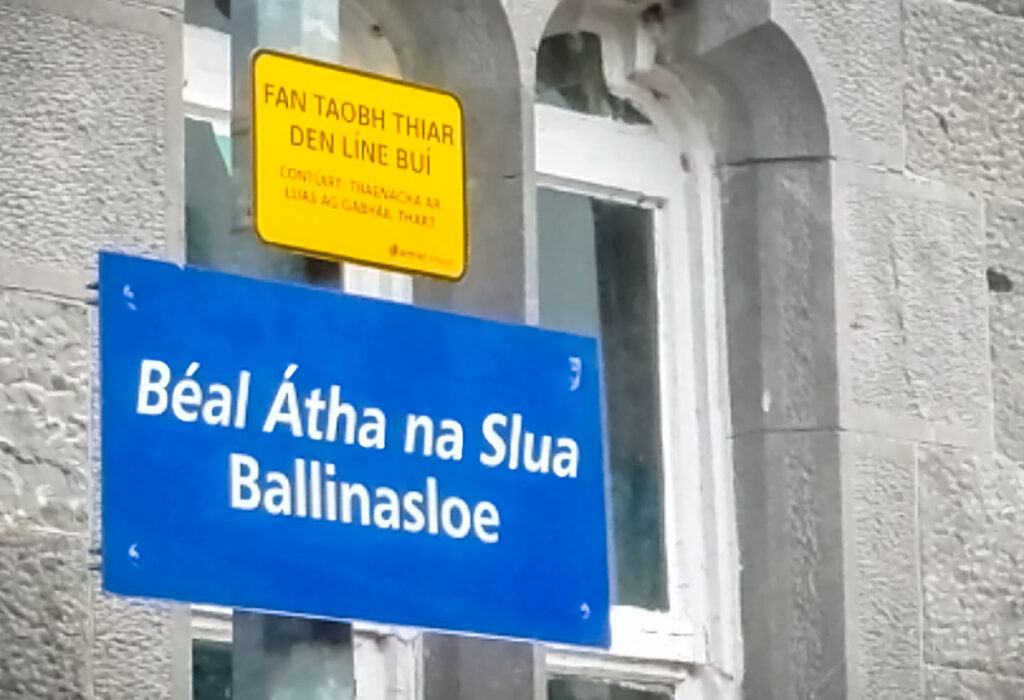 FAN TAOBH THIAR
DEN LÍNE BUÍ
CONTÚIRT: TRAENACHA AR
LUAS AG GABHÁIL THART
Béal Átha na Slua
Ballinasloe